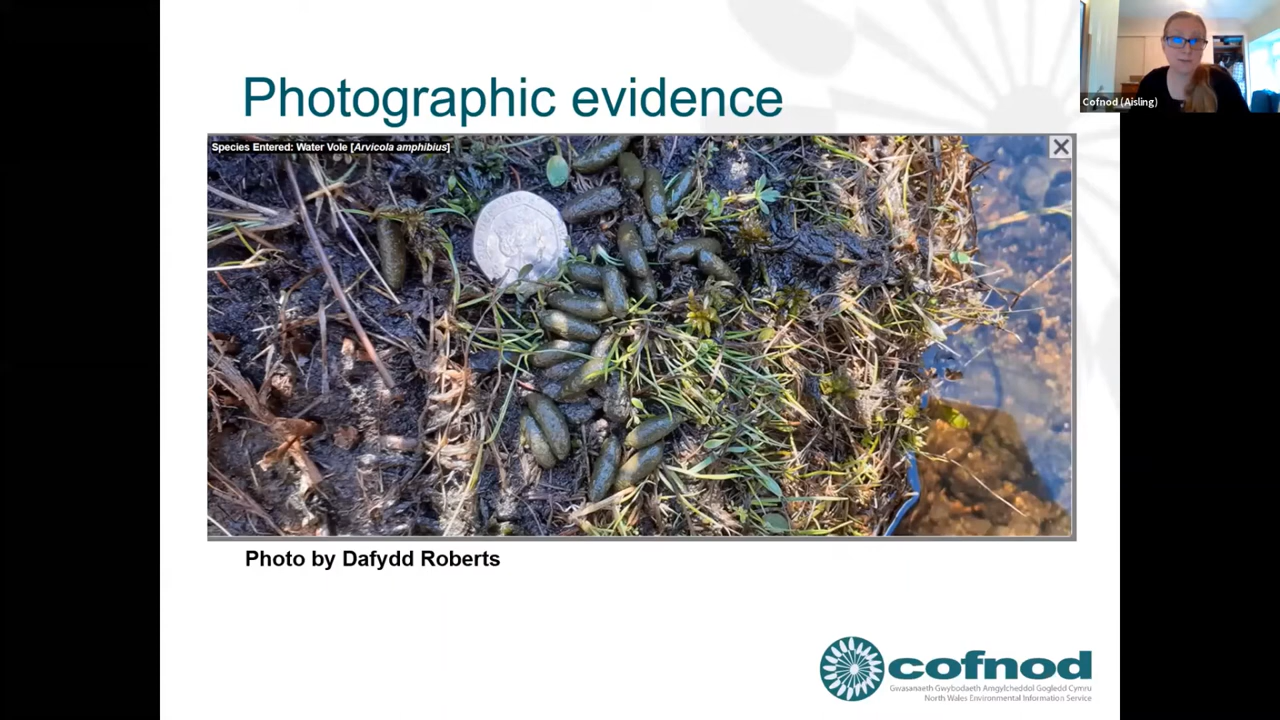 Photographic evidence
Cofnod (Aisling)
Species Entered: Water Vole [Arvicola amphibius]
Photo by Dafydd Roberts
cofnod
Gwasanaeth Gwybodaeth Amgylcheddol Gogledd Cymru
North Wales Environmental Information Service